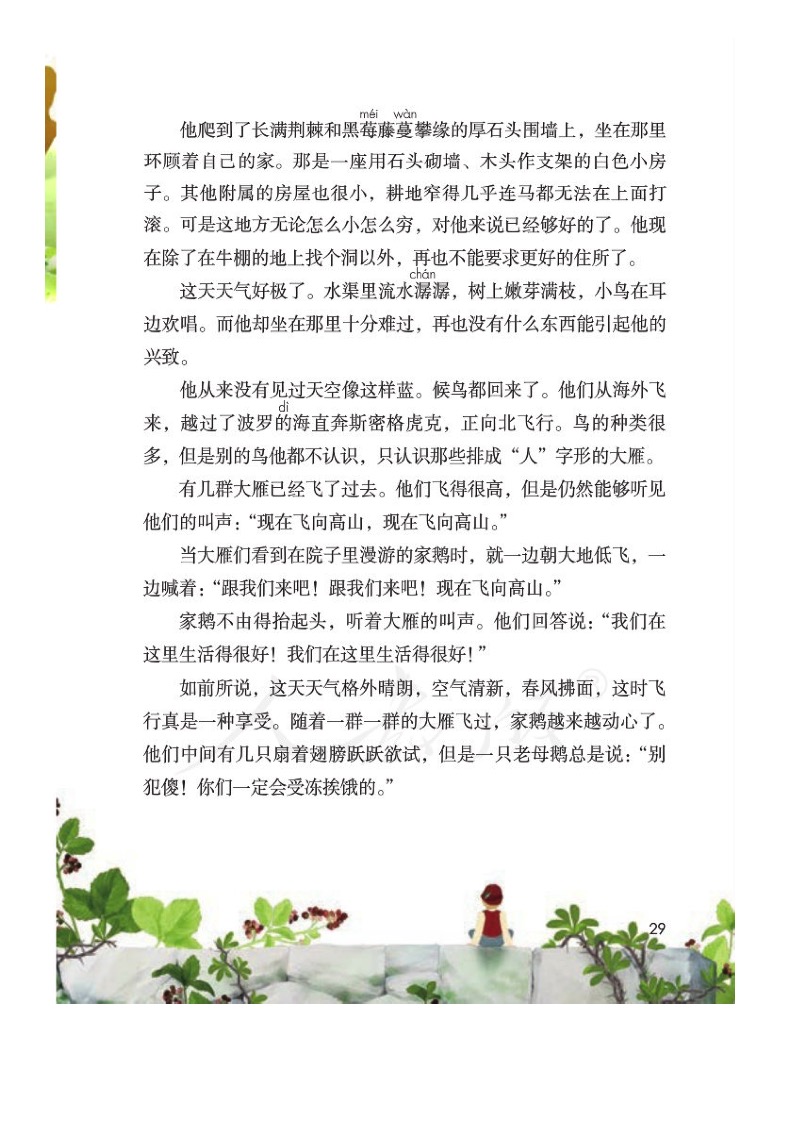 méi wàn
他爬到了长满荆棘和黑莓藤蔓攀缘的厚石头围墙上，坐在那里
环顾着自己的家。那是一座用石头砌墙、木头作支架的白色小房
子。其他附属的房屋也很小，耕地窄得几乎连马都无法在上面打
滚。可是这地方无论怎么小怎么穷，对他来说已经够好的了。他现
在除了在牛棚的地上找个洞以外，再也不能要求更好的住所了。
chán
这天天气好极了。水渠里流水潺潺，树上嫩芽满枝，小鸟在耳
边欢唱。而他却坐在那里十分难过，再也没有什么东西能引起他的
兴致。
他从来没有见过天空像这样蓝。候鸟都回来了。他们从海外飞
dì
来，越过了波罗的海直奔斯密格虎克，正向北飞行。鸟的种类很
多，但是别的鸟他都不认识，只认识那些排成“人”字形的大雁。
有几群大雁已经飞了过去。他们飞得很高，但是仍然能够听见
他们的叫声：“现在飞向高山，现在飞向高山。”
当大雁们看到在院子里漫游的家鹅时，就一边朝大地低飞，一
边喊着：“跟我们来吧！跟我们来吧！现在飞向高山。”
家鹅不由得抬起头，听着大雁的叫声。他们回答说：“我们在
这里生活得很好！我们在这里生活得很好！”
如前所说，这天天气格外晴朗，空气清新，春风拂面，这时飞
行真是一种享受。随着一群一群的大雁飞过，家鹅越来越动心了。
他们中间有几只扇着翅膀跃跃欲试，但是一只老母鹅总是说：“别
犯傻！你们一定会受冻挨饿的。”
人教版®
29